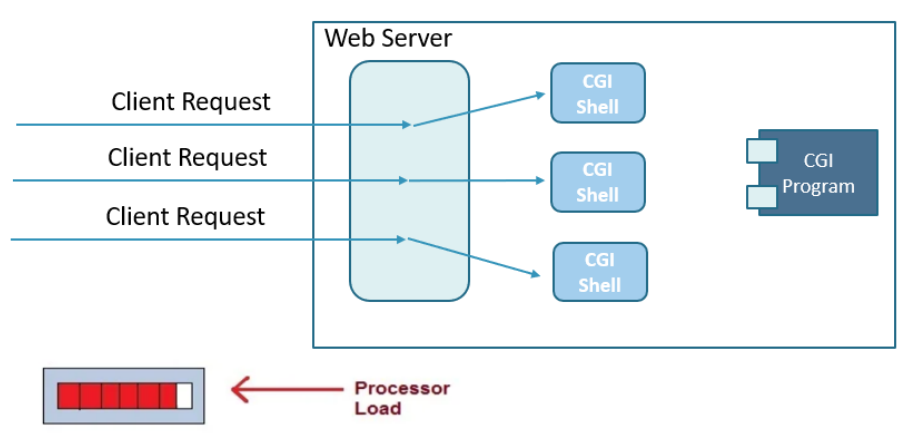 Web Server
Client Request
CGI
Shell
Client Request
CGI
Shell
CGI
Program
Client Request
CGI
Shell
Processor
Load